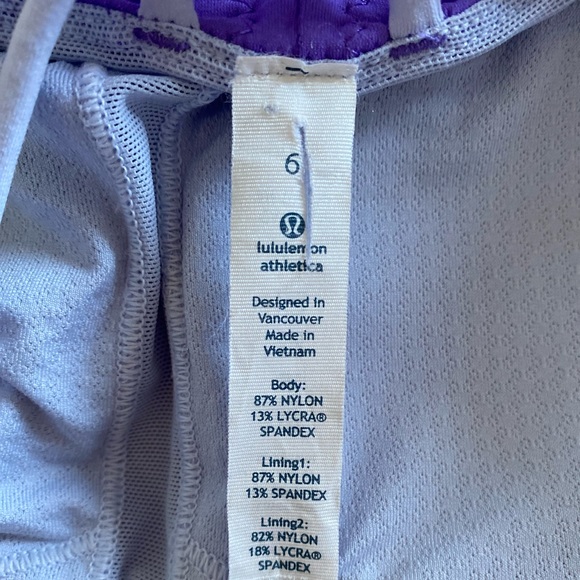 6
lululemon
athletica
Designed in
Vancouver
Made in
Vietnam
Body:
87% NYLON
13% LYCRA®
SPANDEX
Lining1:
87% NYLON
13% SPANDEX
Lining2:
82% NYLON
18% LYCRA®
SPANDEX